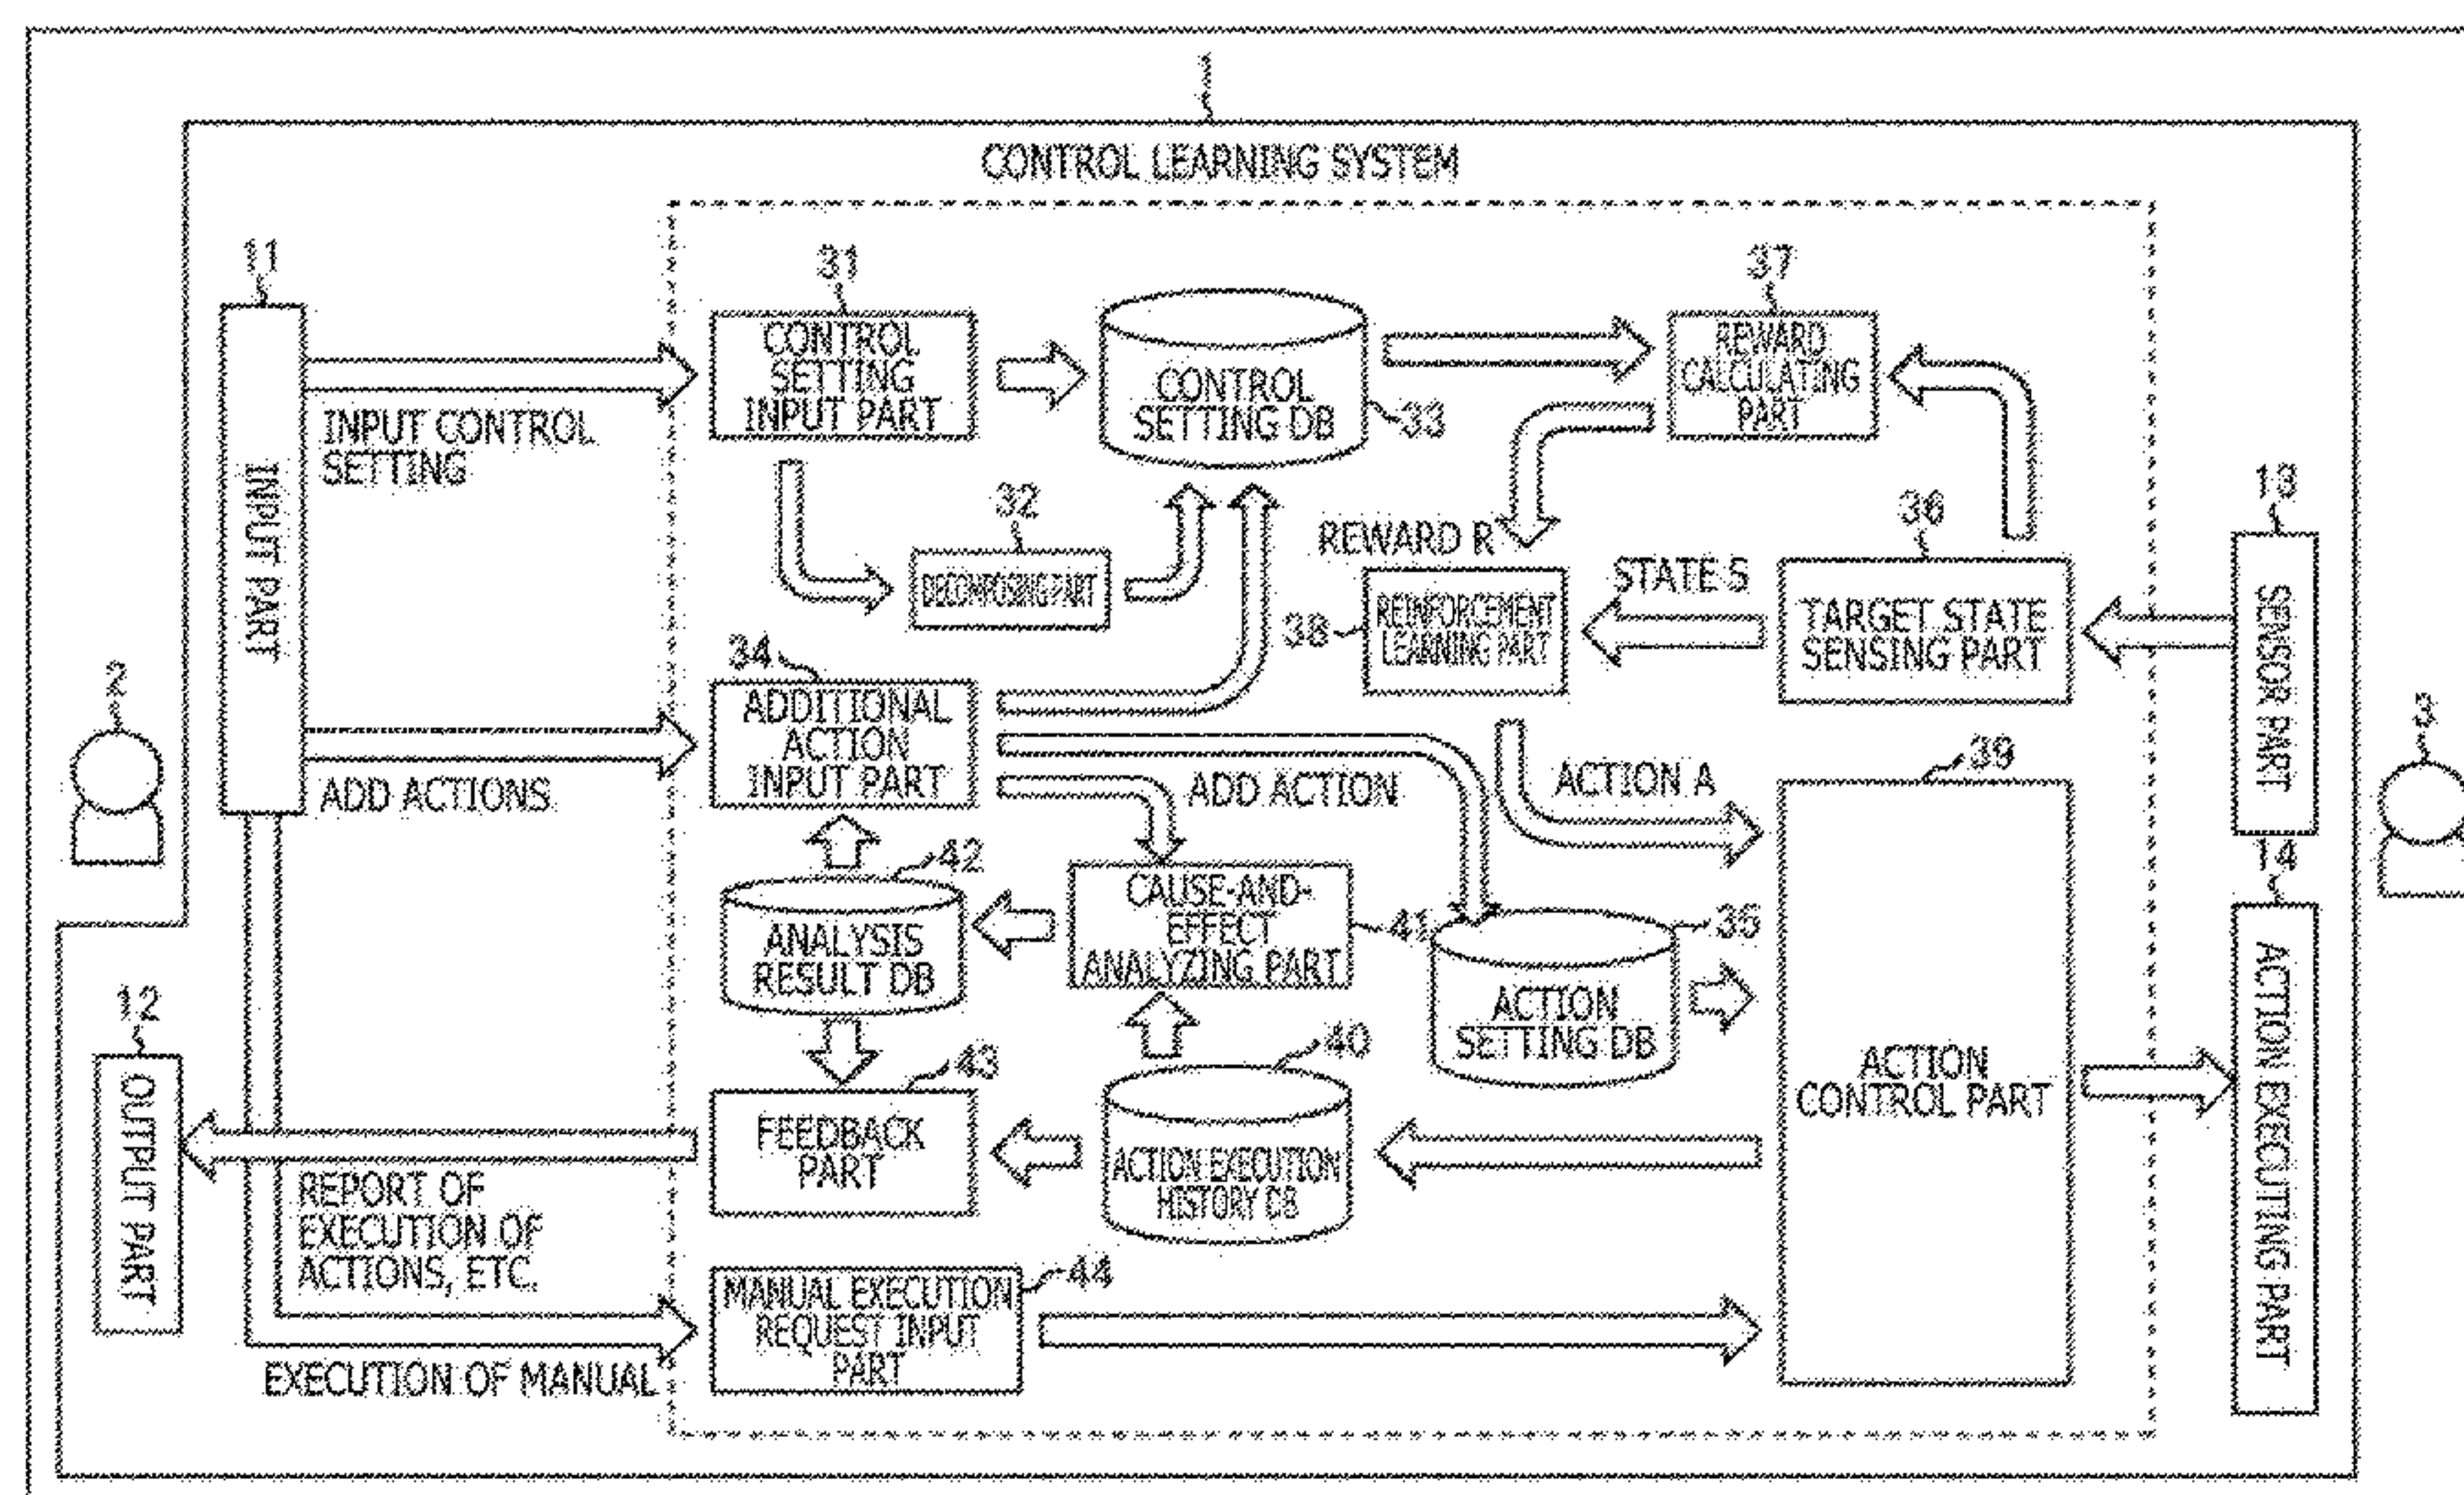 1
CONTROL LEARNING SYSTEM
11
INPUT PART
INPUT CONTROL
SETTING
ADD ACTIONS
2
12
OUTPUT PART
REPORT OF
EXECUTION OF
ACTIONS, ETC.
EXECUTION OF MANUAL
31
CONTROL
SETTING
INPUT PART
32
DECOMPOSING PART
CONTROL
SETTING DB
33
37
REWARD
CALCULATING
PART
REWARD R
38
REINFORCEMENT
LEARNING PART
STATE S
36
TARGET STATE
SENSING PART
13
SENSOR PART
3
34
ADDITIONAL
ACTION
INPUT PART
ADD ACTION
ACTION A
39
ACTION
CONTROL PART
14
ACTION EXECUTING PART
42
ANALYSIS
RESULT DB
CAUSE-AND-
EFFECT
ANALYZING PART
41
35
ACTION
SETTING DB
43
FEEDBACK
PART
40
ACTION EXECUTION
HISTORY DB
44
MANUAL EXECUTION
REQUEST INPUT
PART